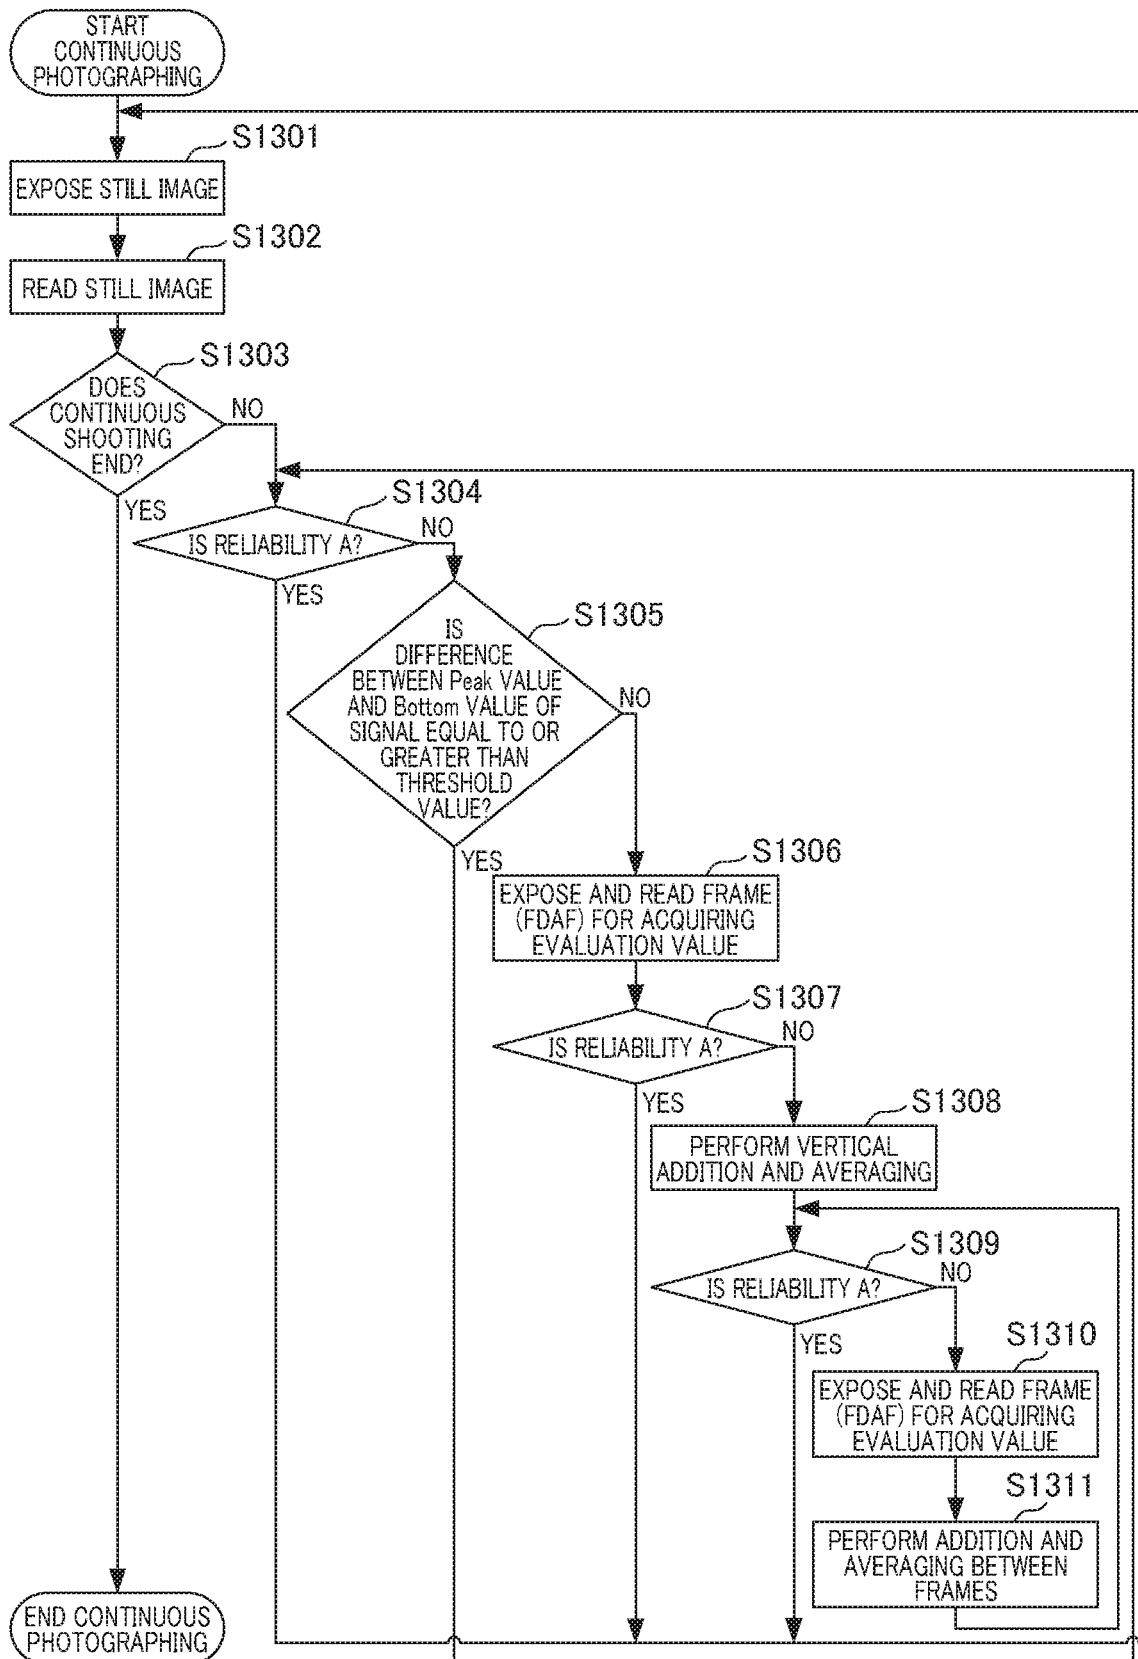 START
CONTINUOUS
PHOTOGRAPHING
S1301
EXPOSE STILL IMAGE
S1302
READ STILL IMAGE
S1303
DOES
CONTINUOUS
SHOOTING
END?
NO
YES
S1304
IS RELIABILITY A?
NO
YES
S1305
IS
DIFFERENCE
BETWEEN Peak VALUE
AND Bottom VALUE OF
SIGNAL EQUAL TO OR
GREATER THAN
THRESHOLD
VALUE?
NO
YES
S1306
EXPOSE AND READ FRAME
(FDAF) FOR ACQUIRING
EVALUATION VALUE
S1307
IS RELIABILITY A?
NO
YES
S1308
PERFORM VERTICAL
ADDITION AND AVERAGING
S1309
IS RELIABILITY A?
NO
YES
S1310
EXPOSE AND READ FRAME
(FDAF) FOR ACQUIRING
EVALUATION VALUE
S1311
PERFORM ADDITION AND
AVERAGING BETWEEN
FRAMES
END CONTINUOUS
PHOTOGRAPHING